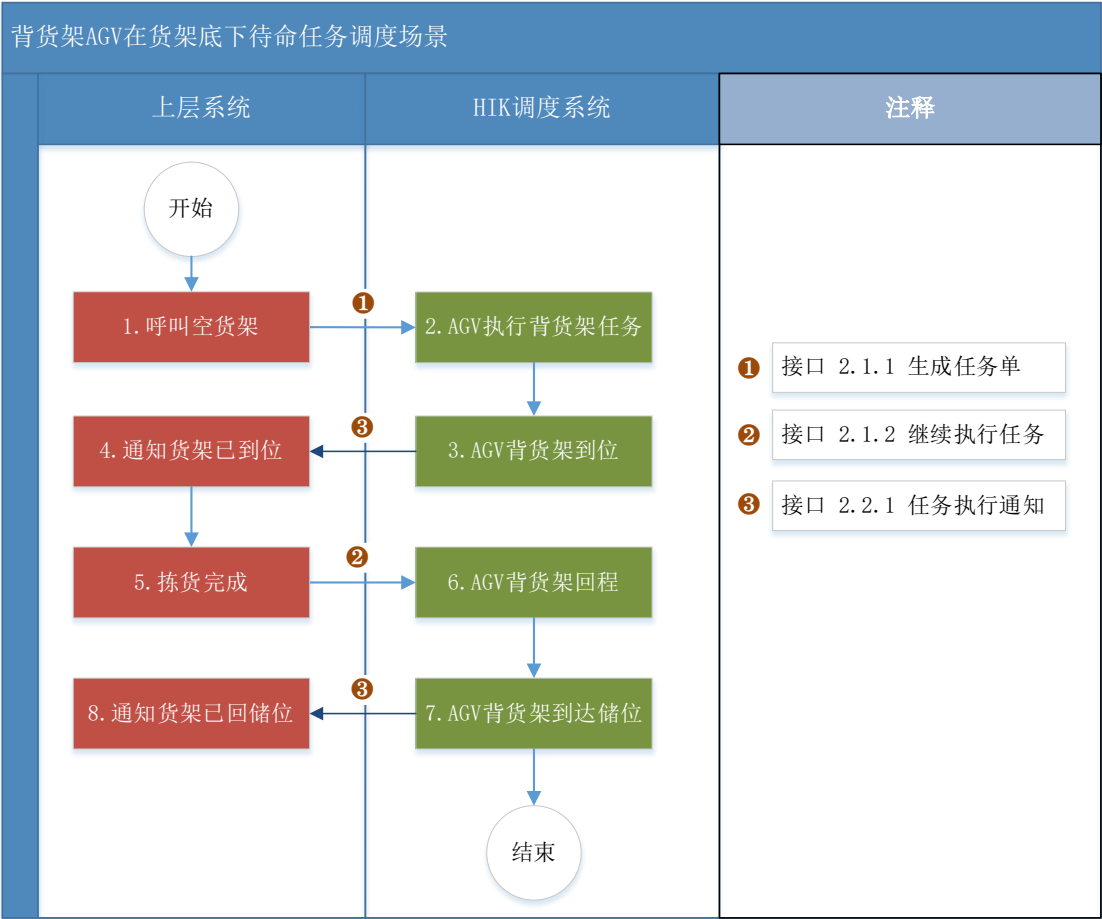 背货架AGV在货架底下待命任务调度场景
上层系统
HIK调度系统
注释
开始
1.呼叫空货架
❶
2.AGV执行背货架任务
❶ 接口 2.1.1 生成任务单
4.通知货架已到位
❸
3.AGV背货架到位
❷ 接口 2.1.2 继续执行任务
❸ 接口 2.2.1 任务执行通知
5.拣货完成
❷
6.AGV背货架回程
8.通知货架已回储位
❸
7.AGV背货架到达储位
结束